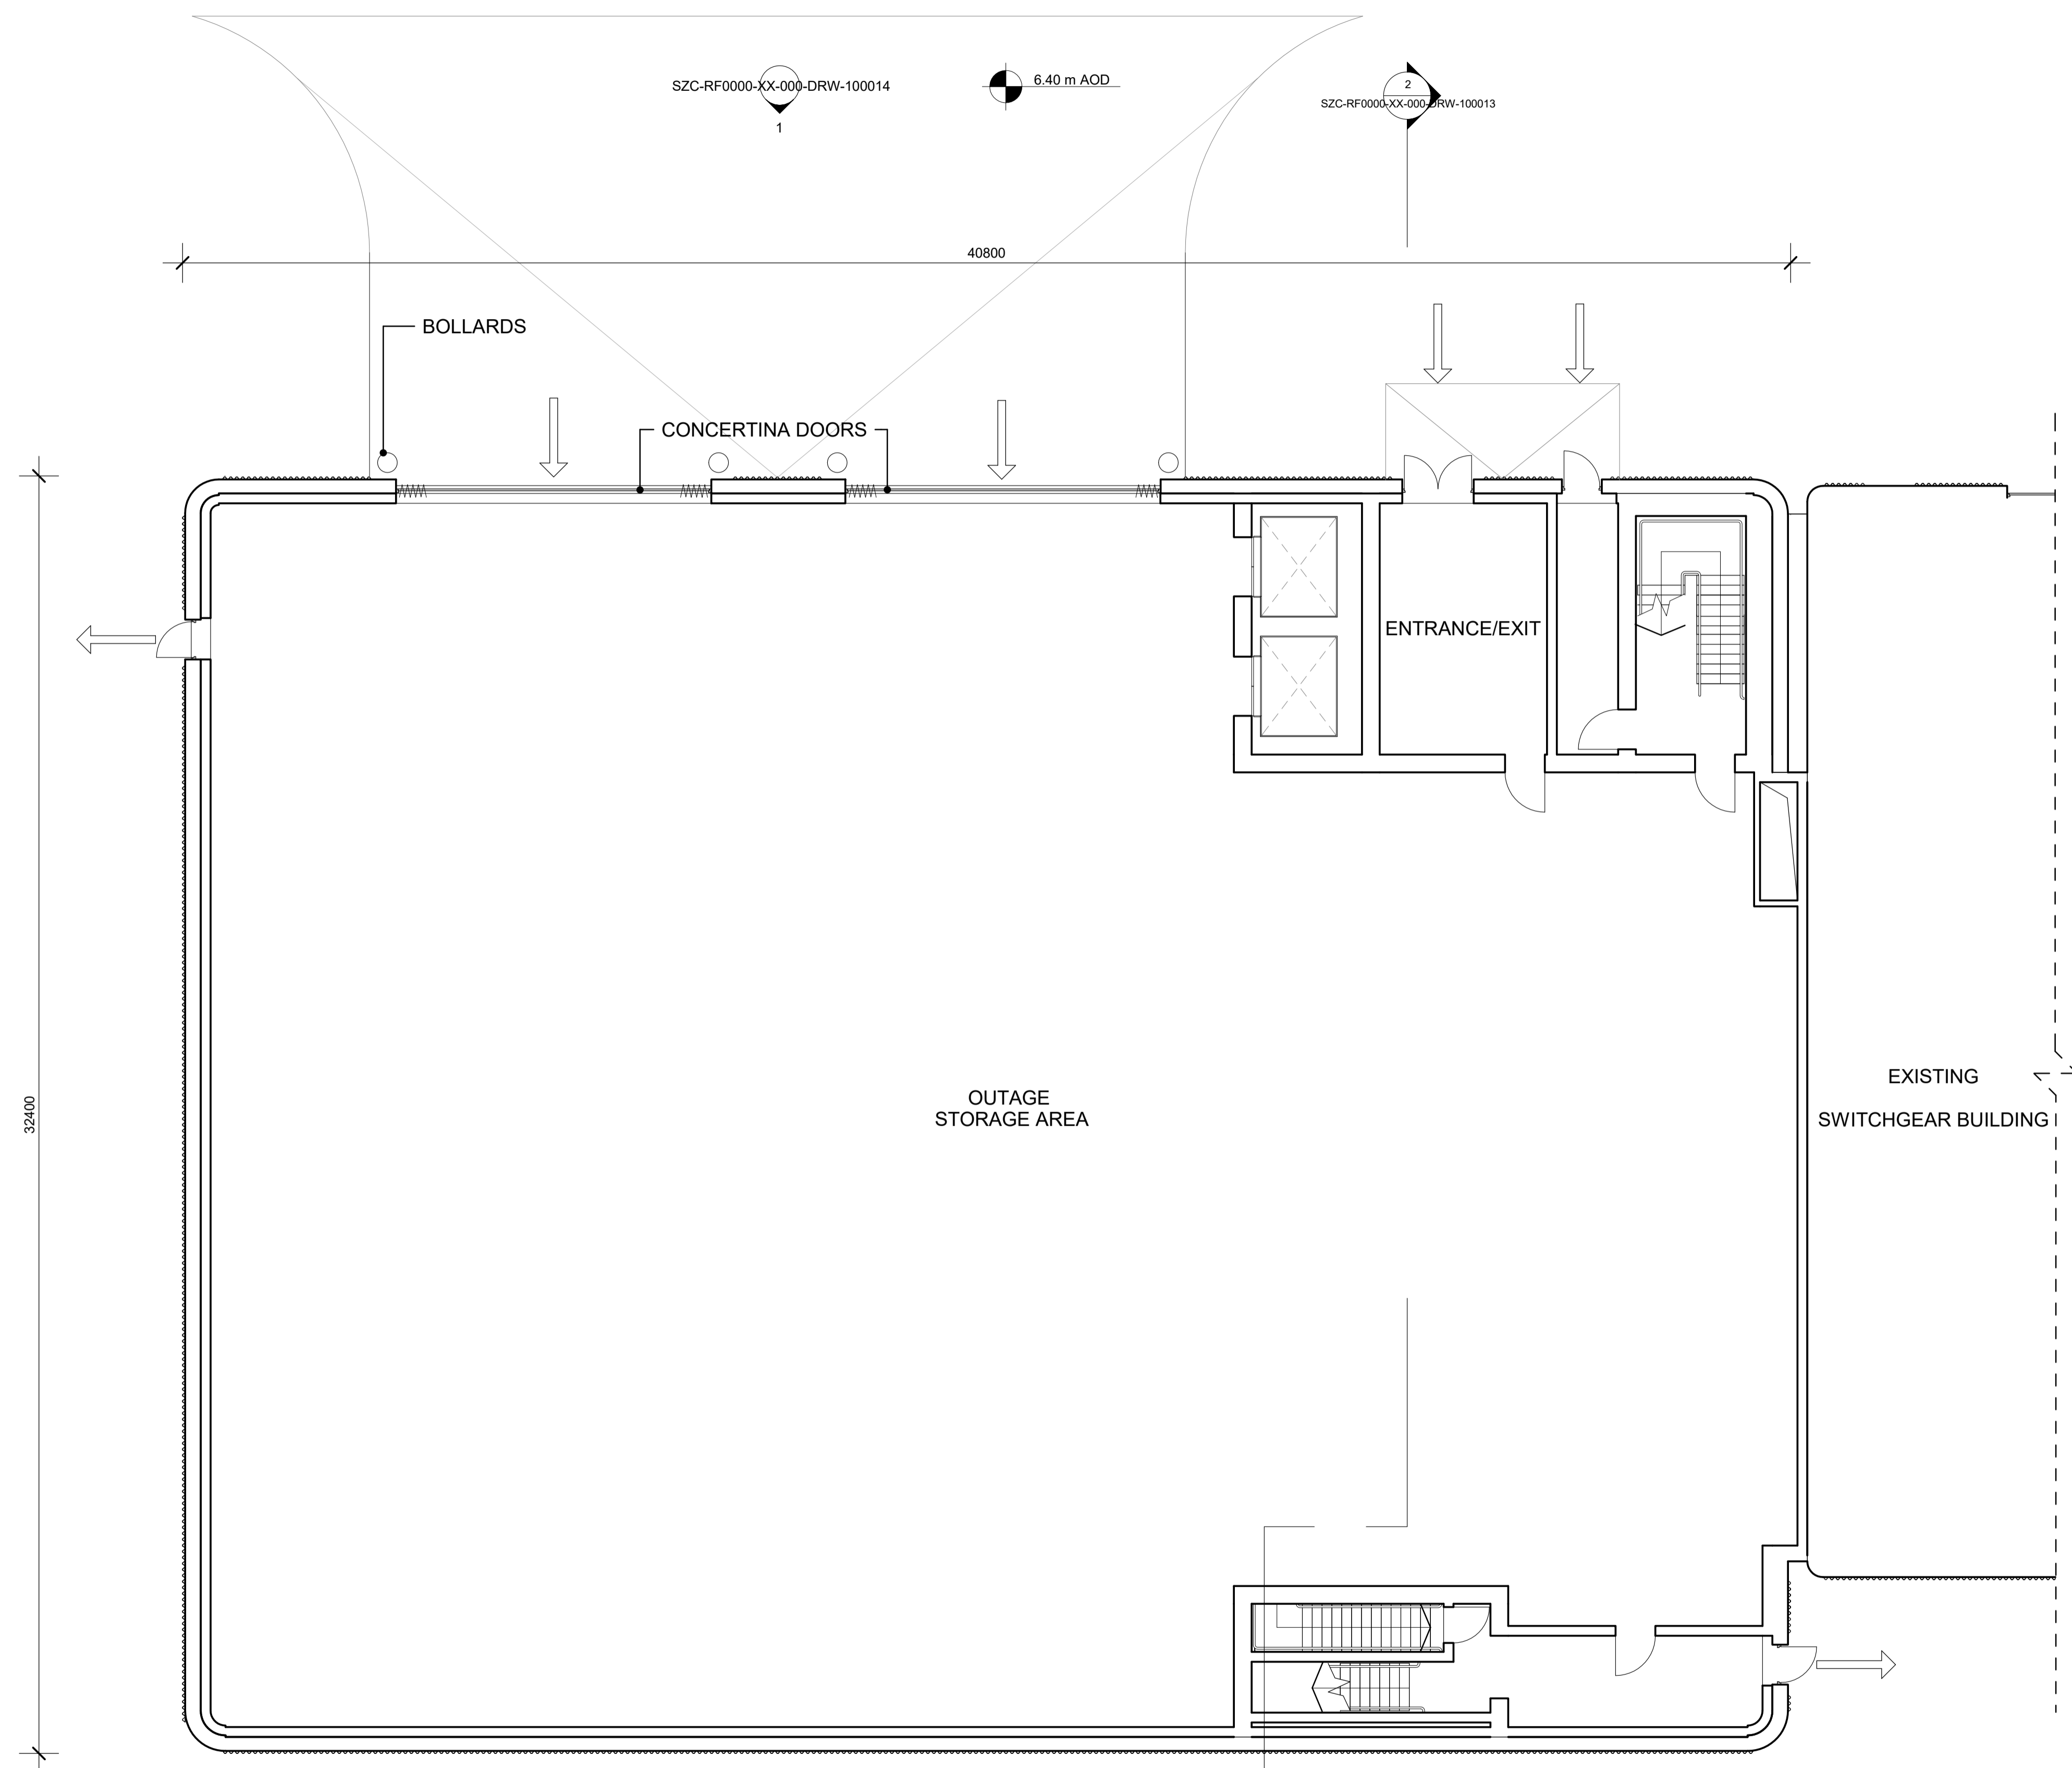 SZC-RF0000-XX-000-DRW-100014
1
6.40 m AOD
2
SZC-RF0000-XX-000-DRW-100013
40800
BOLLARDS
CONCERTINA DOORS
ENTRANCE/EXIT
OUTAGE
STORAGE AREA
EXISTING
SWITCHGEAR BUILDING
32400